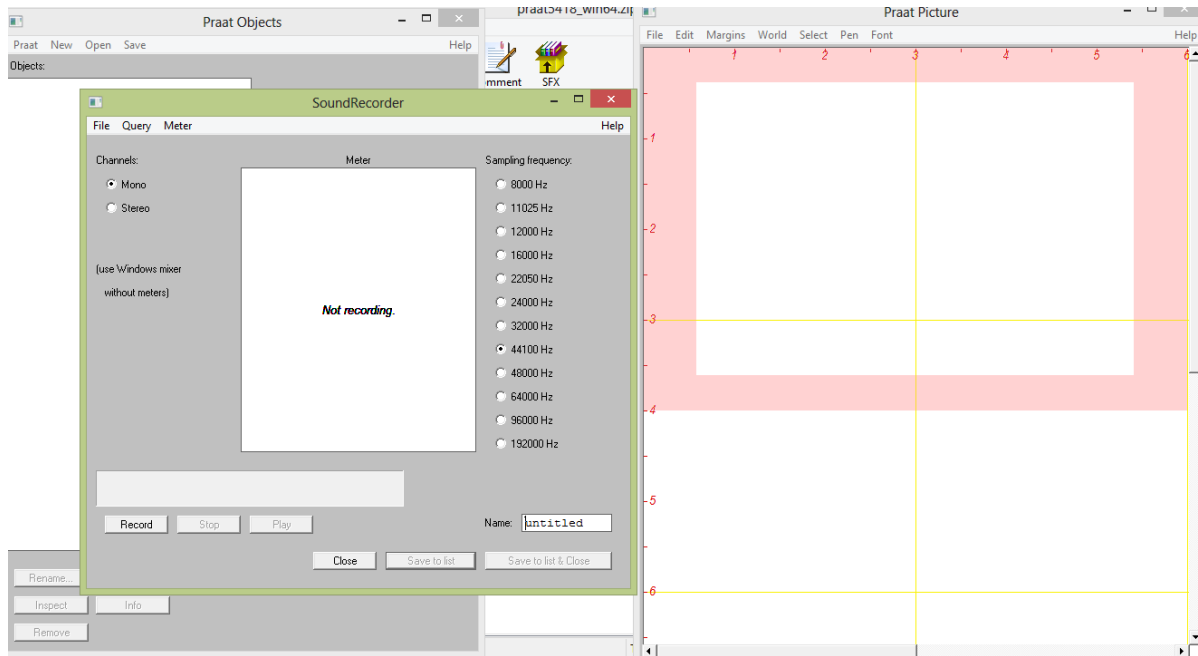 Praat Objects
Praat New Open Save Help
Objects:
praat5418_win64.zip
mment SFX
SoundRecorder
File Query Meter Help
Channels:
Mono
Stereo
(use Windows mixer
without meters)
Meter
Not recording.
Sampling frequency:
8000 Hz
11025 Hz
12000 Hz
16000 Hz
22050 Hz
24000 Hz
32000 Hz
44100 Hz
48000 Hz
64000 Hz
96000 Hz
192000 Hz
Record Stop Play
Name: untitled
Close Save to list Save to list & Close
Rename...
Inspect Info
Remove
Praat Picture
File Edit Margins World Select Pen Font Help
1 2 3 4 5 6
1
2
3
4
5
6